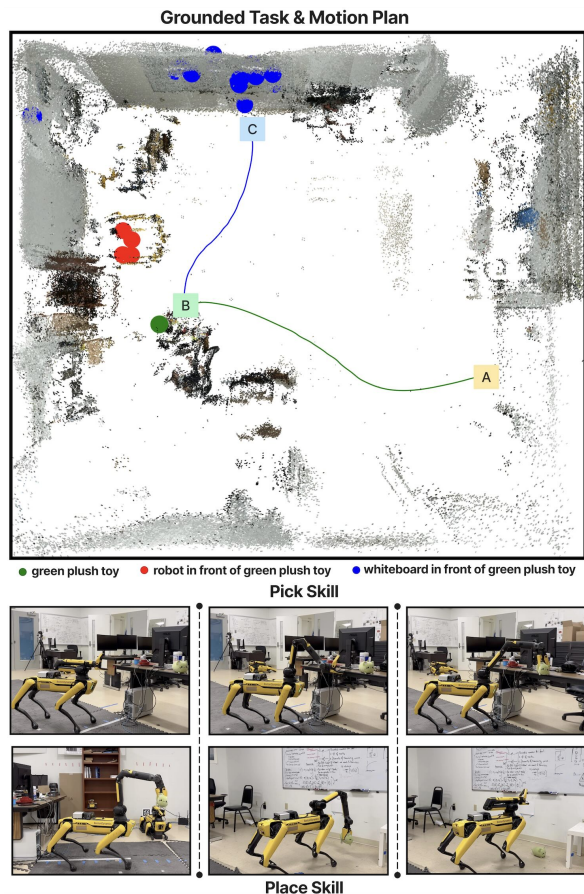 Grounded Task & Motion Plan
C
B
A
green plush toy
robot in front of green plush toy
whiteboard in front of green plush toy
Pick Skill
Place Skill